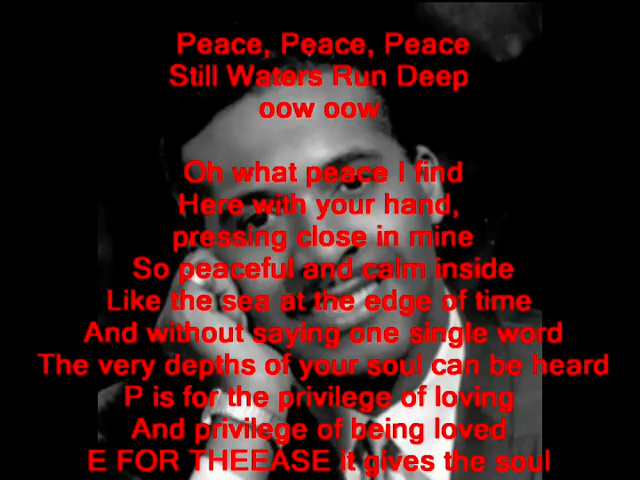 Peace, Peace, Peace
Still Waters Run Deep
oow oow
Oh what peace I find
Here with your hand,
pressing close in mine
So peaceful and calm inside
Like the sea at the edge of time
And without saying one single word
The very depths of your soul can be heard
P is for the privilege of loving
And privilege of being loved
E FOR THEEASE it gives the soul